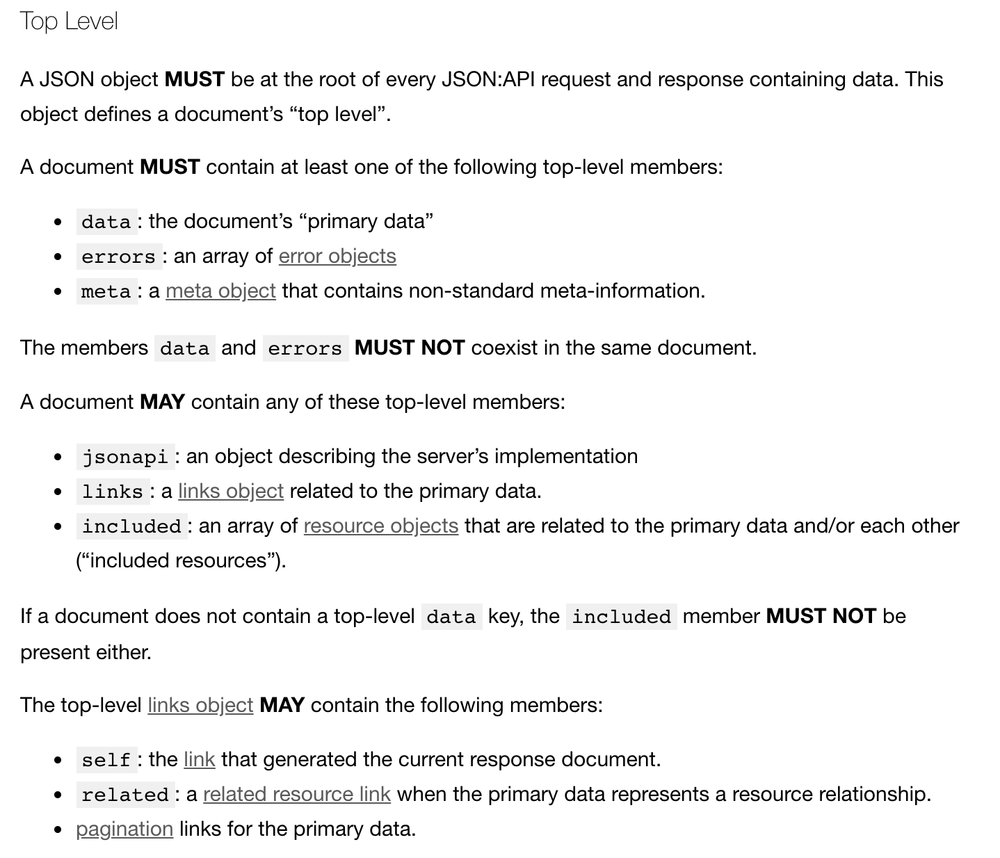 Top Level
A JSON object MUST be at the root of every JSON:API request and response containing data. This
object defines a document’s “top level”.
A document MUST contain at least one of the following top-level members:
• data: the document’s “primary data”
• errors: an array of error objects
• meta: a meta object that contains non-standard meta-information.
The members data and errors MUST NOT coexist in the same document.
A document MAY contain any of these top-level members:
• jsonapi: an object describing the server’s implementation
• links: a links object related to the primary data.
• included: an array of resource objects that are related to the primary data and/or each other
(“included resources”).
If a document does not contain a top-level data key, the included member MUST NOT be
present either.
The top-level links object MAY contain the following members:
• self: the link that generated the current response document.
• related: a related resource link when the primary data represents a resource relationship.
• pagination links for the primary data.